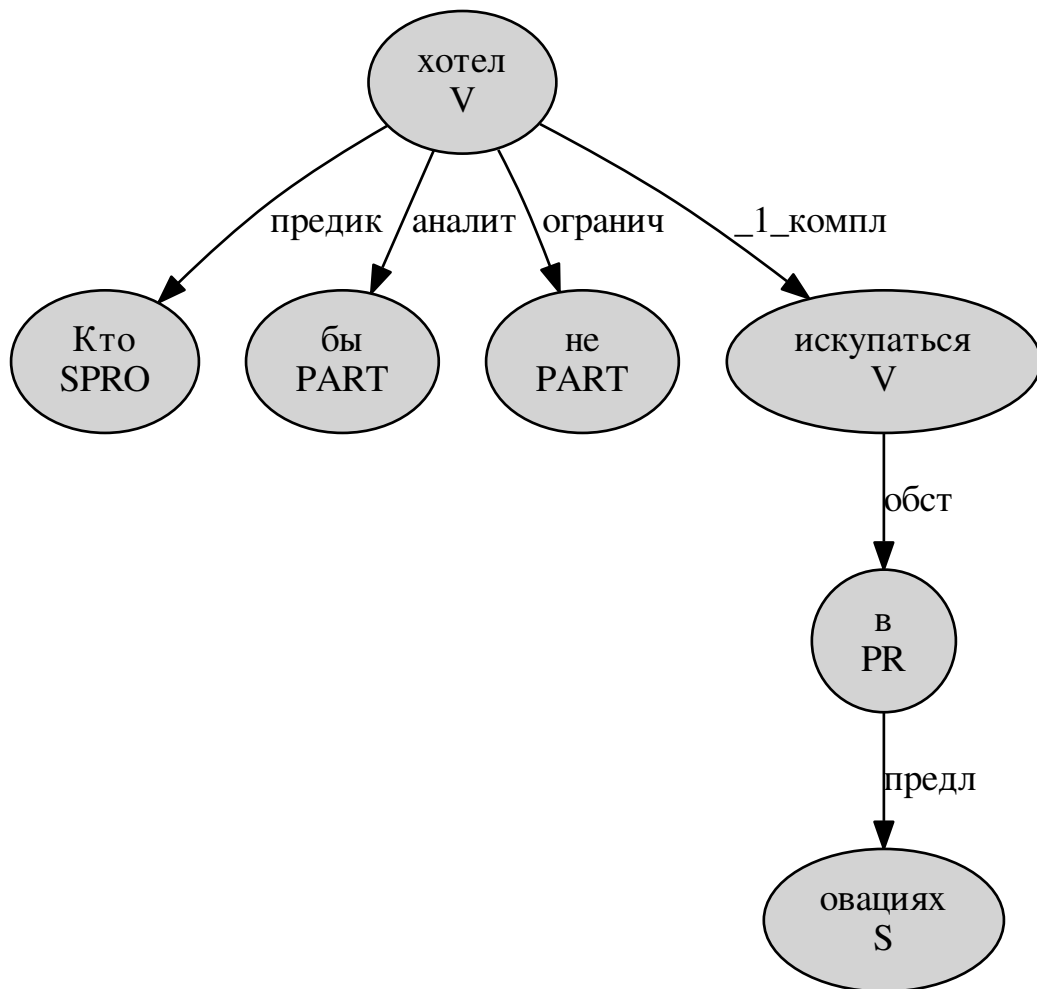 хотел
V
предик
аналит
огранич
_1_компл
Кто
SPRO
бы
PART
не
PART
искупаться
V
обст
в
PR
предл
овациях
S